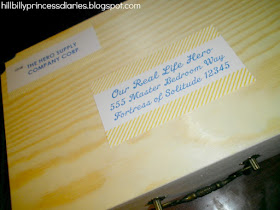 hillbillyprincessdiaries.blogspot.com
THE HERO SUPPLY
COMPANY CORP.
Our Real Life Hero
555 Master Bedroom Way
Fortress of Solitude 12345